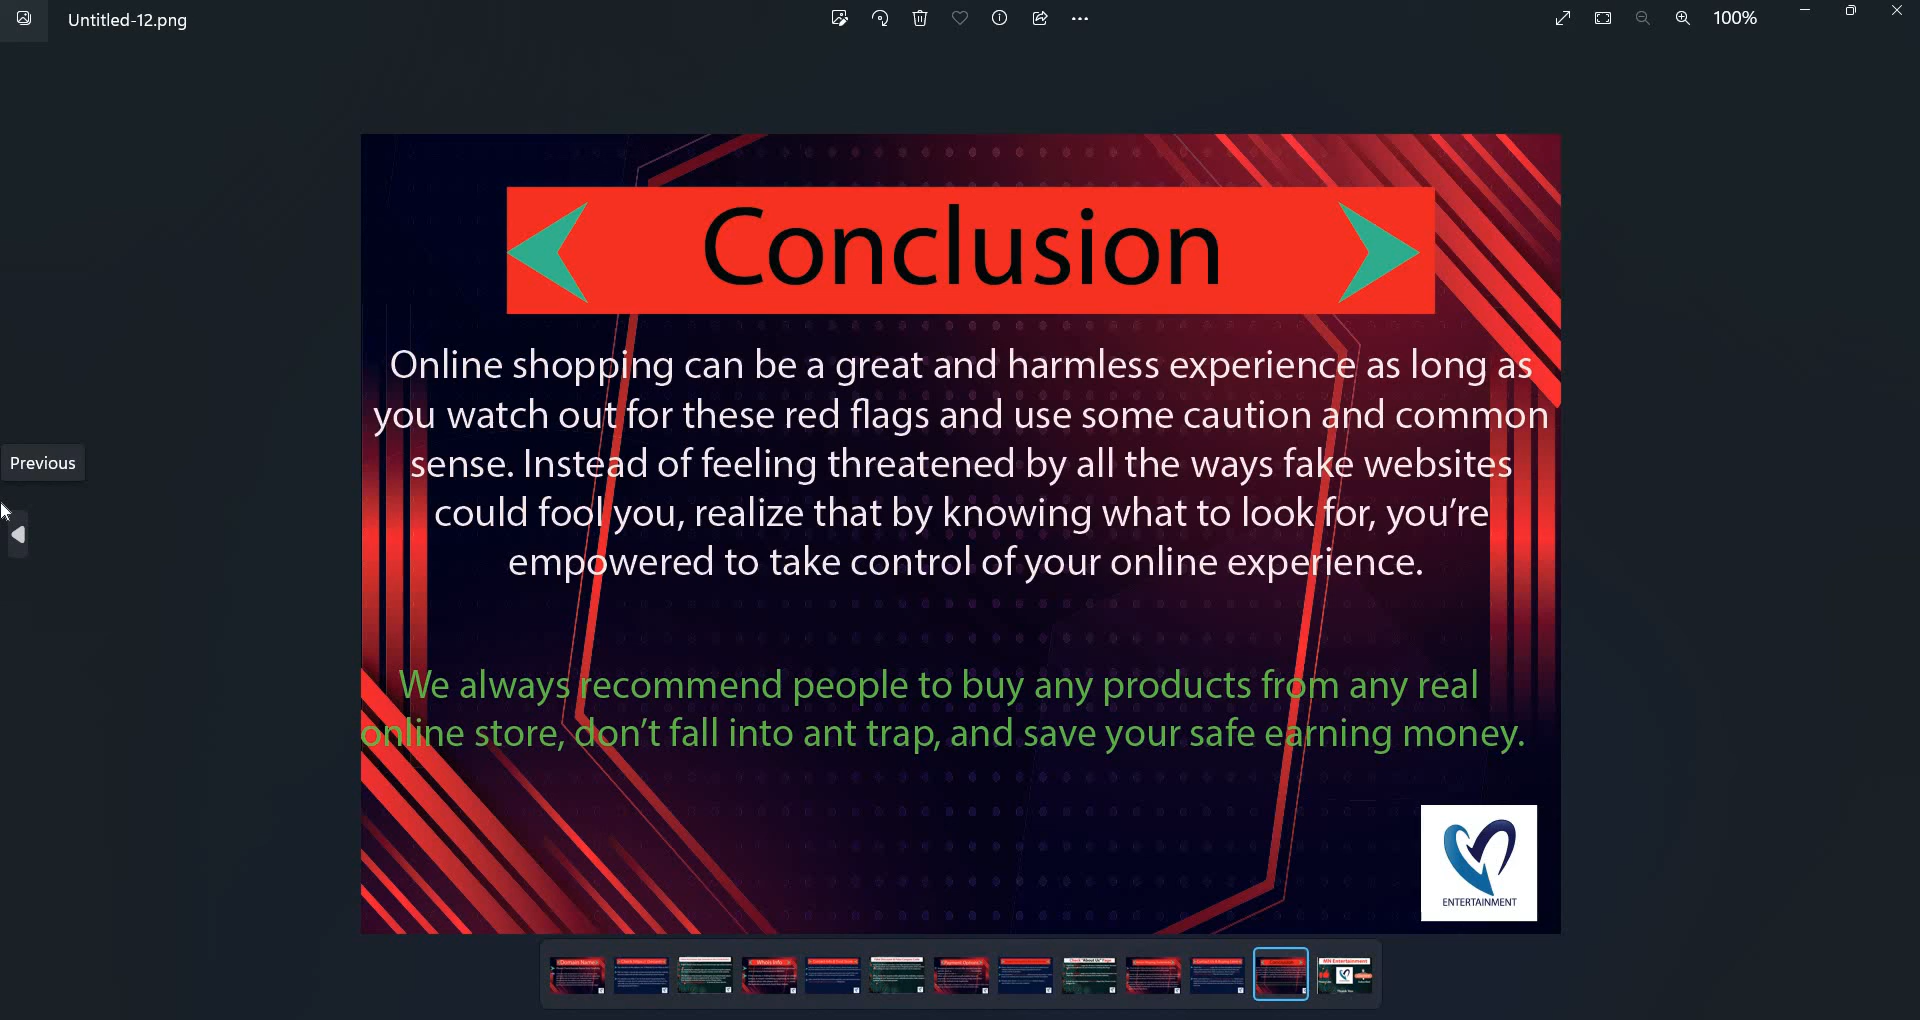 Untitled-12.png
100%
Conclusion
Online shopping can be a great and harmless experience as long as
you watch out for these red flags and use some caution and common
sense. Instead of feeling threatened by all the ways fake websites
could fool you, realize that by knowing what to look for, you're
empowered to take control of your online experience.
Previous
We always recommend people to buy any products from any real
online store, don't fall into ant trap, and save your safe earning money.
ENTERTAINMENT